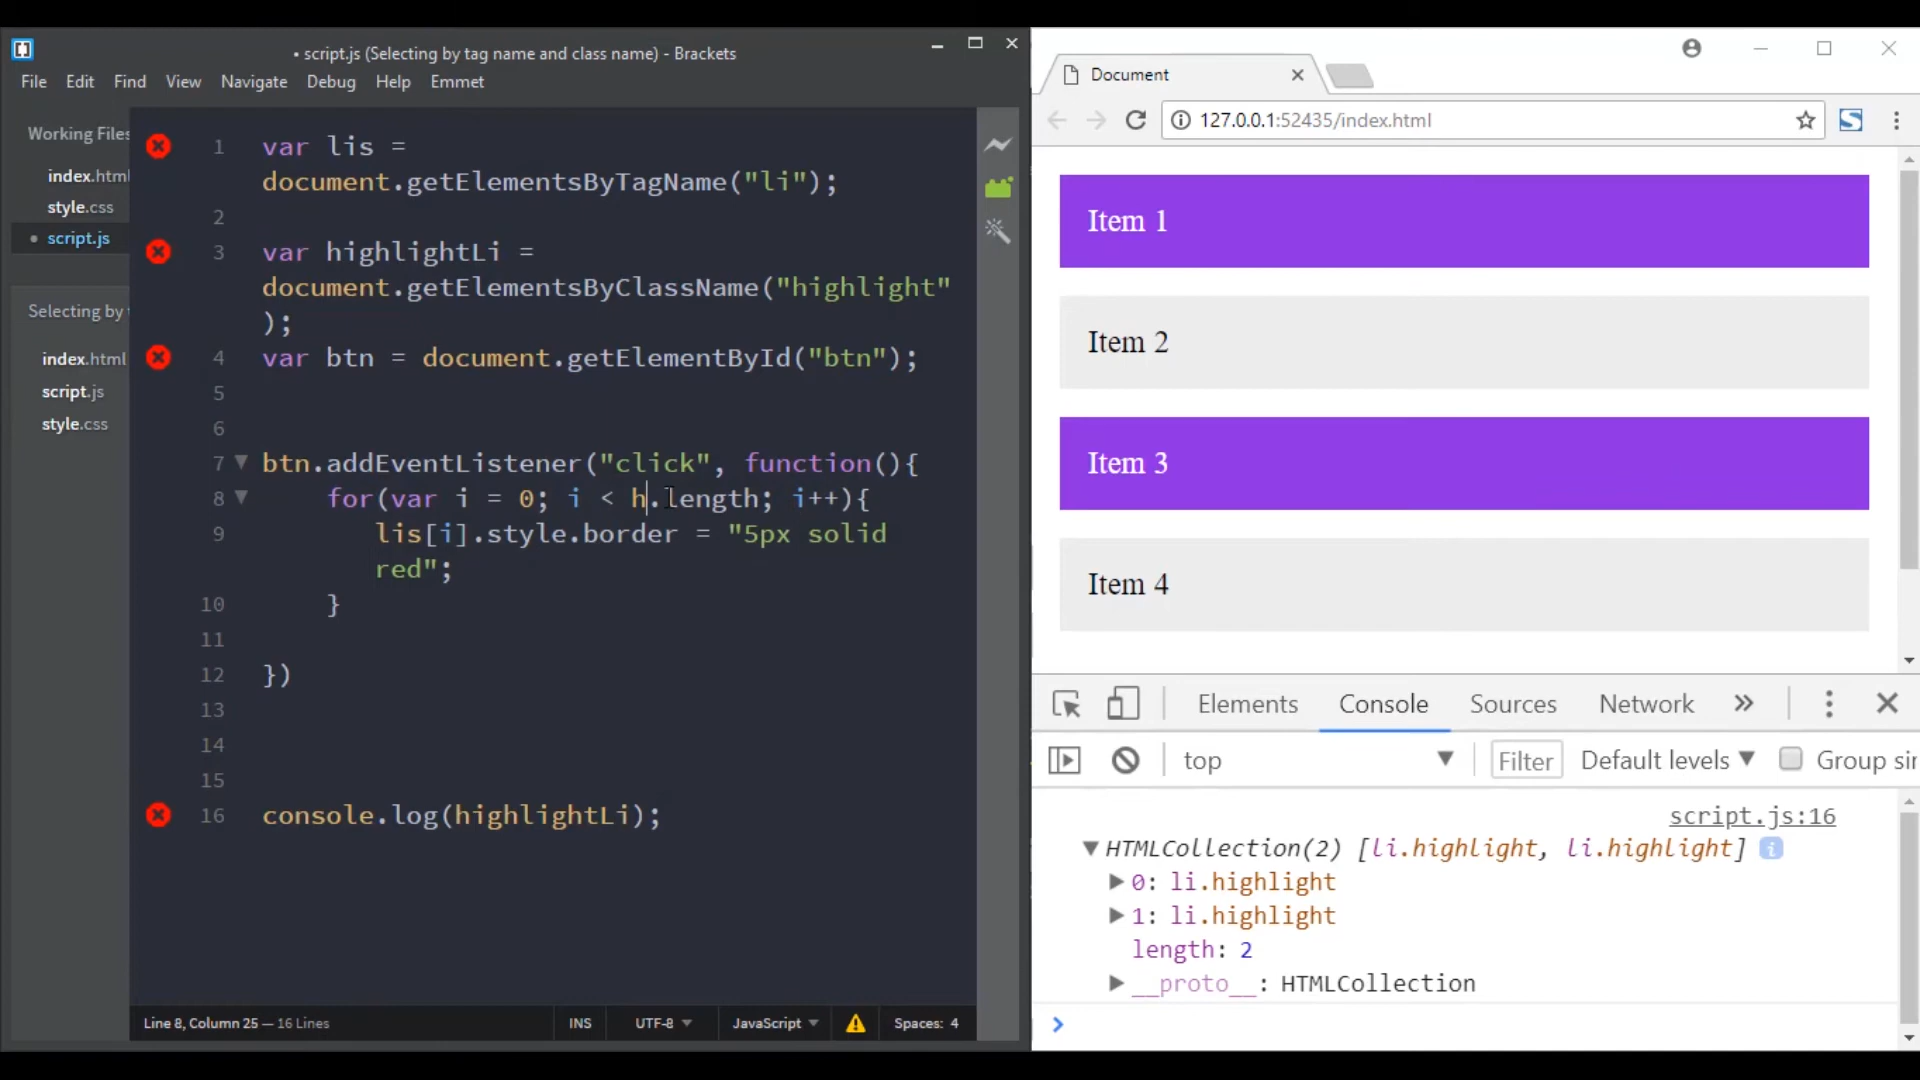 • script.js (Selecting by tag name and class name) - Brackets
File Edit Find View Navigate Debug Help Emmet
Working Files
index.html
style.css
• script.js
Selecting by
index.html
script.js
style.css
1 var lis =
document.getElementsByTagName("li");
2
3 var highlightLi =
document.getElementsByClassName("highlight"
);
4 var btn = document.getElementById("btn");
5
6
7 btn.addEventListener("click", function(){
8 for(var i = 0; i < h.length; i++){
9 lis[i].style.border = "5px solid
red";
10 }
11
12 })
13
14
15
16 console.log(highlightLi);
Line 8, Column 25 — 16 Lines
INS UTF-8 JavaScript Spaces: 4
Document
127.0.0.1:52435/index.html
Item 1
Item 2
Item 3
Item 4
Elements Console Sources Network »
top Filter Default levels Group sir
script.js:16
HTMLCollection(2) [li.highlight, li.highlight] i
0: li.highlight
1: li.highlight
length: 2
__proto__: HTMLCollection